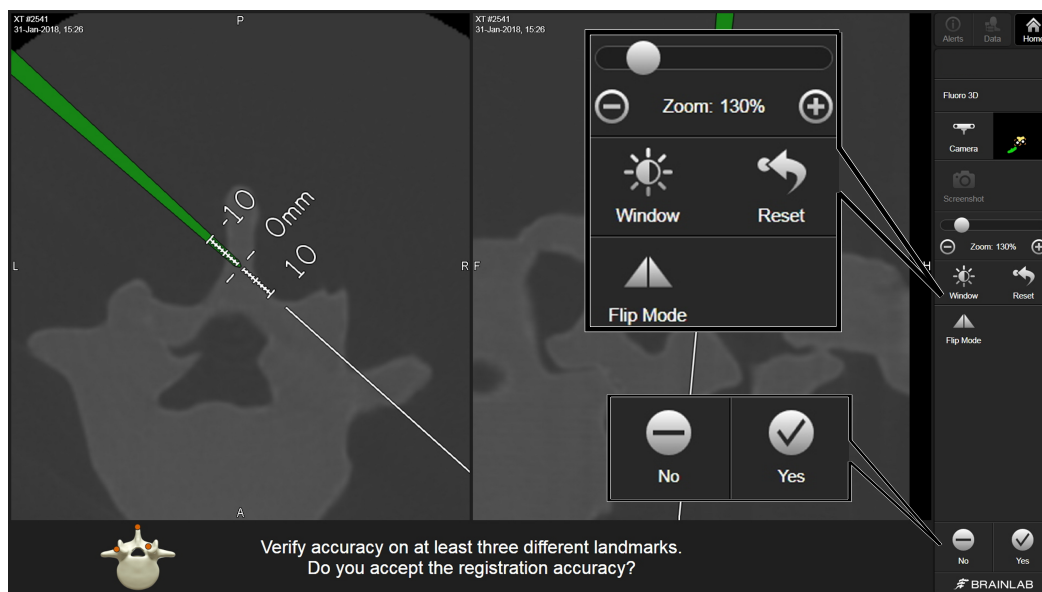 XT #2541
31-Jan-2018, 15:26
P
L
R
-10
0mm
10
A
XT #2541
31-Jan-2018, 15:26
F
H
Zoom: 130%
Window
Reset
Flip Mode
No
Yes
Alerts
Data
Home
Fluoro 3D
Camera
Screenshot
Zoom: 130%
Window
Reset
Flip Mode
No
Yes
BRAINLAB
Verify accuracy on at least three different landmarks.
Do you accept the registration accuracy?